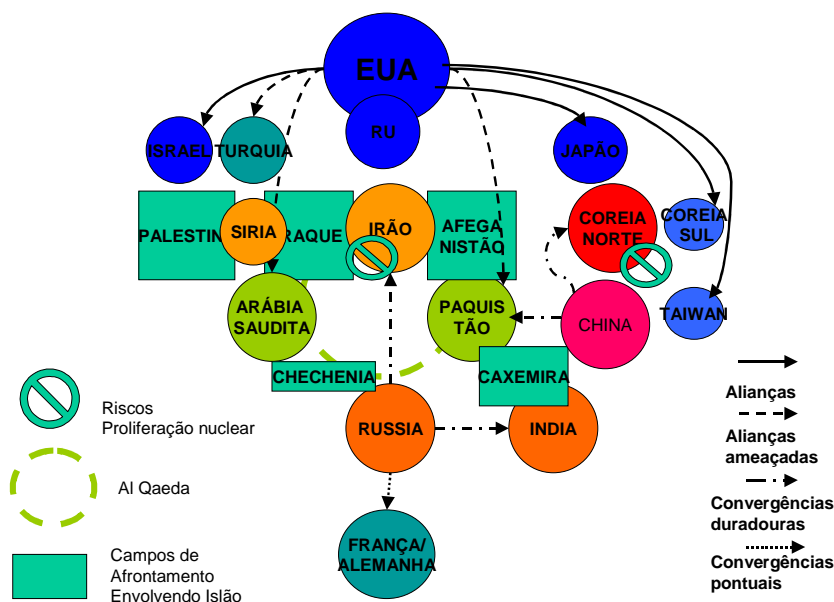 EUA
RU
ISRAEL
TURQUIA
JAPÃO
PALESTIN
SIRIA
RAQUE
IRÃO
AFEGA
NISTÃO
COREIA
NORTE
COREIA
SUL
ARÁBIA
SAUDITA
PAQUIS
TÃO
CHINA
TAIWAN
CHECHENIA
CAXEMIRA
RUSSIA
INDIA
FRANÇA/
ALEMANHA
Riscos
Proliferação nuclear
Al Qaeda
Campos de
Afrontamento
Envolvendo Islão
Alianças
Alianças
ameaçadas
Convergências
duradouras
Convergências
pontuais